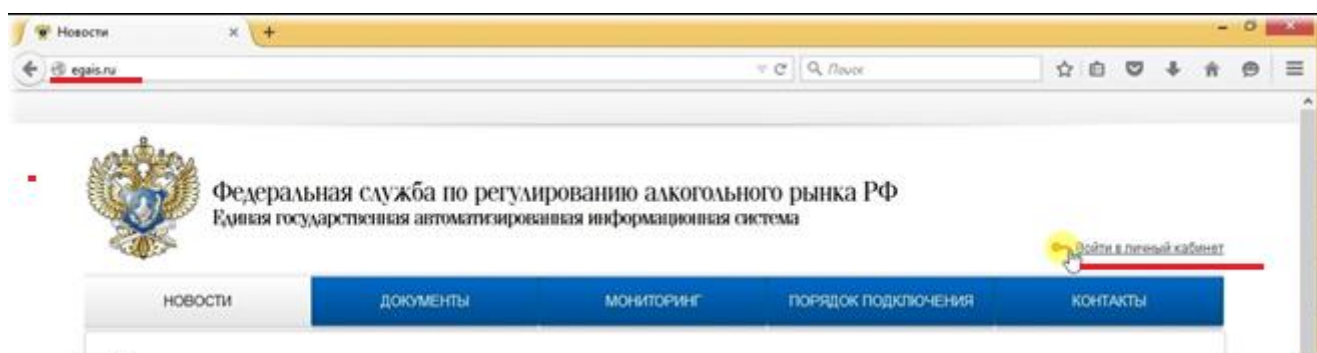 Новости
egais.ru
Поиск
Федеральная служба по регулированию алкогольного рынка РФ
Единая государственная автоматизированная информационная система
Войти в личный кабинет
НОВОСТИ ДОКУМЕНТЫ МОНИТОРИНГ ПОРЯДОК ПОДКЛЮЧЕНИЯ КОНТАКТЫ